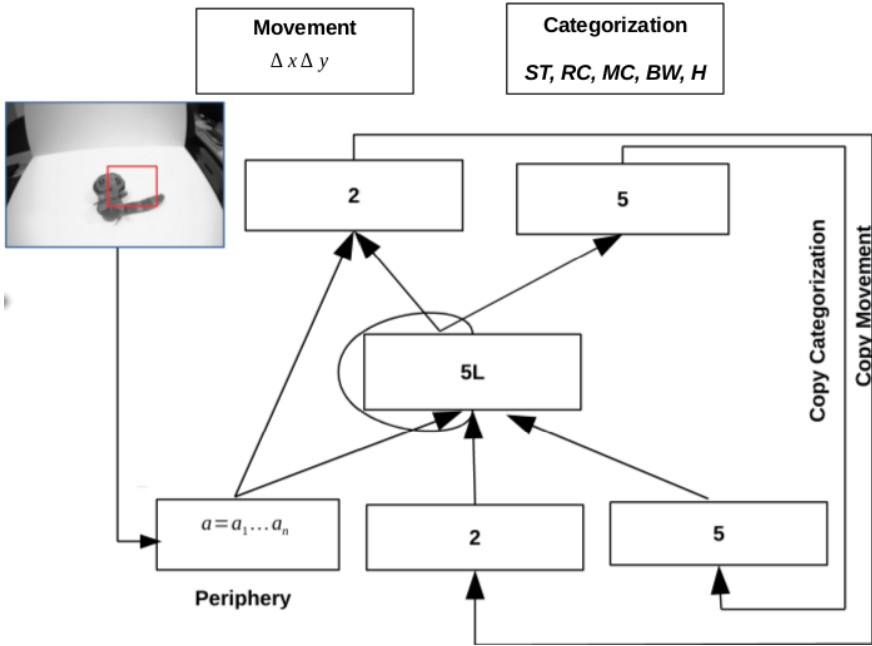 Movement
Δ x Δ y
Categorization
ST, RC, MC, BW, H
2
5
5L
Copy Categorization
Copy Movement
a=a₁…aₙ
2
5
Periphery